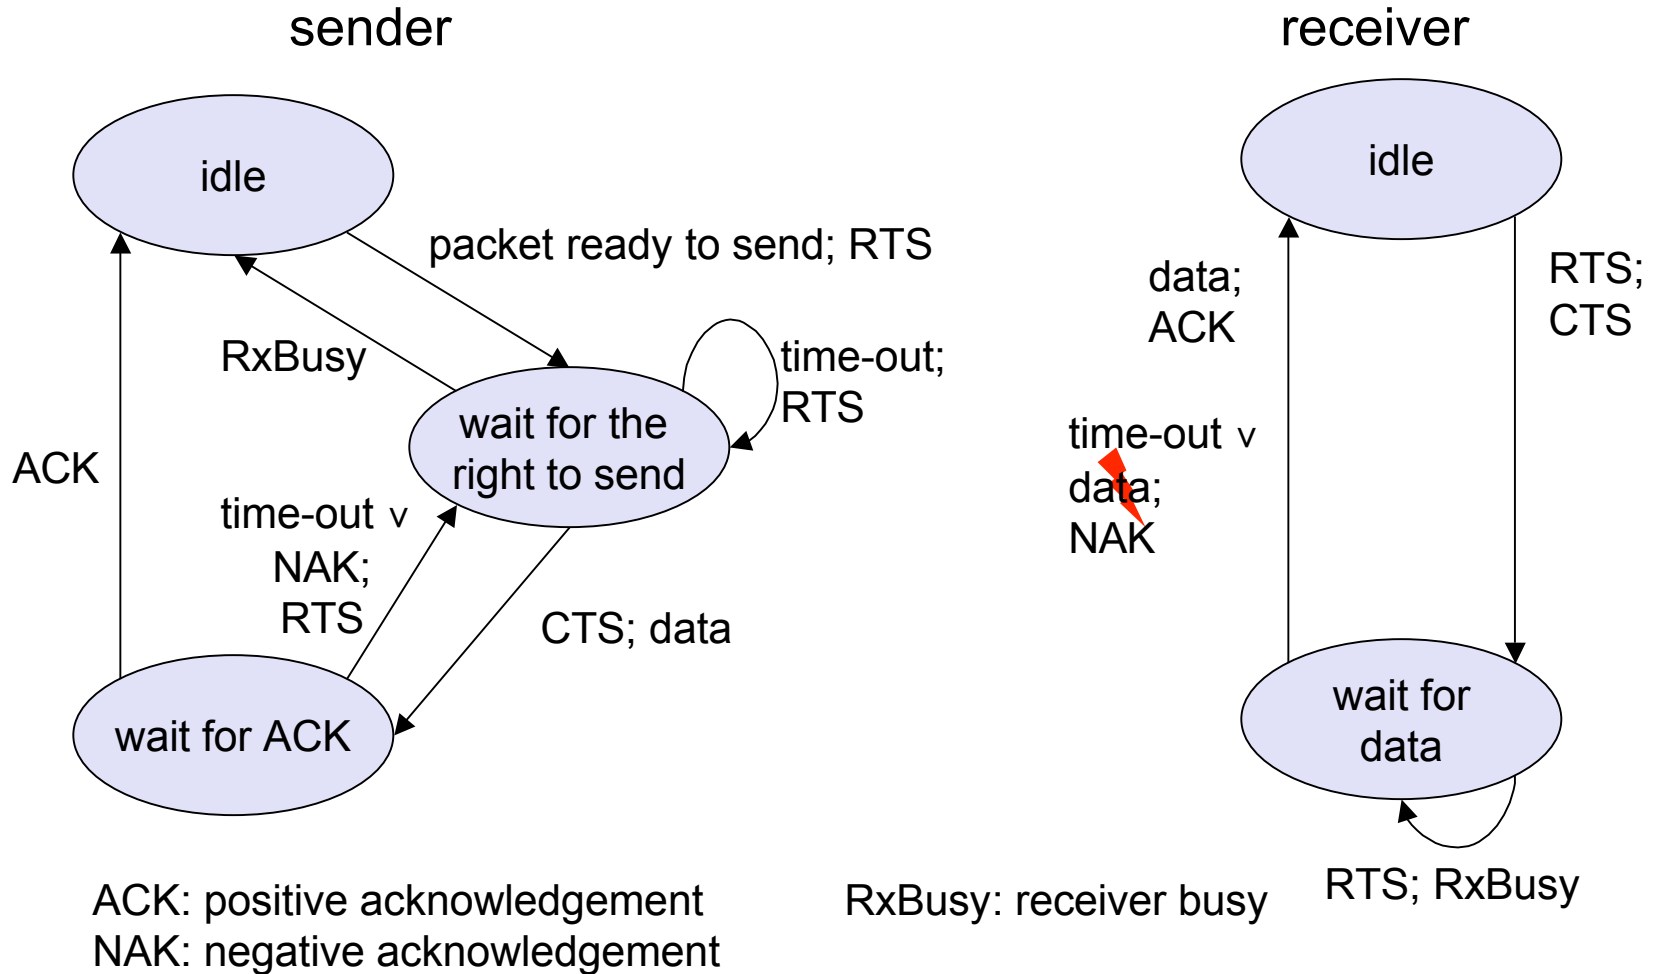 sender
receiver
idle
packet ready to send; RTS
RxBusy
time-out;
RTS
wait for the
right to send
ACK
time-out ∨
NAK;
RTS
CTS; data
wait for ACK
idle
data;
ACK
RTS;
CTS
time-out ∨
data;
NAK
wait for
data
RTS; RxBusy
ACK: positive acknowledgement
NAK: negative acknowledgement
RxBusy: receiver busy